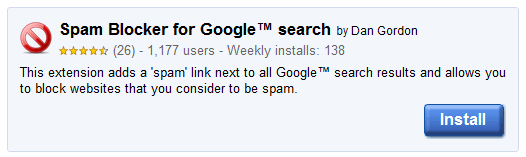 Spam Blocker for Google™ search by Dan Gordon
(26) - 1,177 users - Weekly installs: 138
This extension adds a 'spam' link next to all Google™ search results and allows you
to block websites that you consider to be spam.
Install